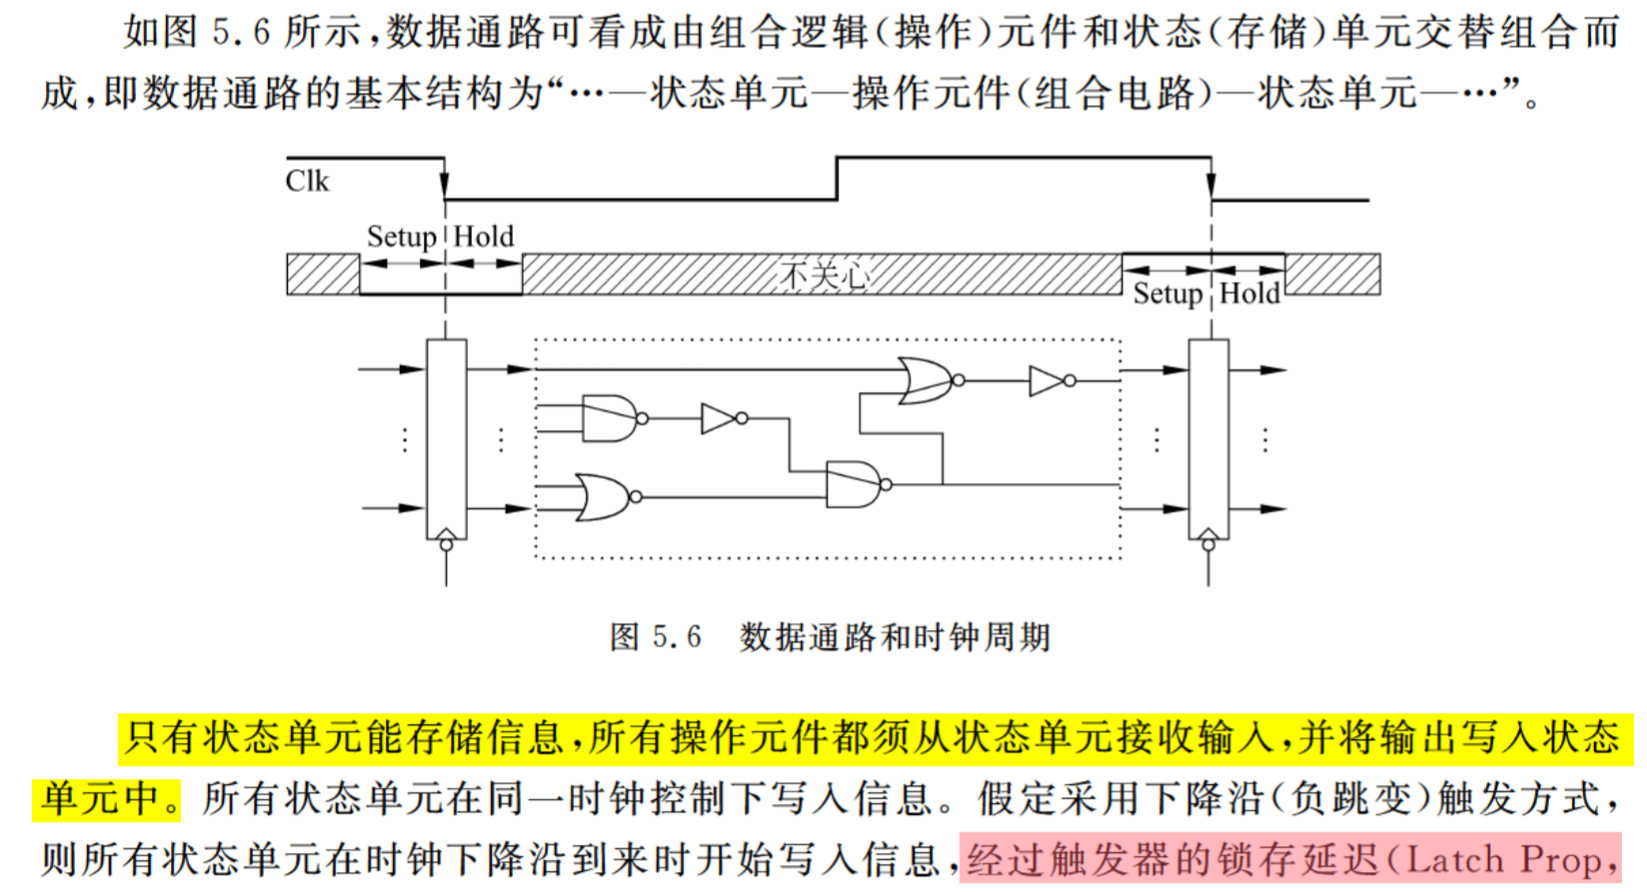 如图 5.6 所示,数据通路可看成由组合逻辑(操作)元件和状态(存储)单元交替组合而
成,即数据通路的基本结构为“…—状态单元—操作元件(组合电路)—状态单元—…”。
Clk
Setup Hold
不关心
Setup Hold
图 5.6 数据通路和时钟周期
只有状态单元能存储信息,所有操作元件都须从状态单元接收输入,并将输出写入状态
单元中。所有状态单元在同一时钟控制下写入信息。假定采用下降沿(负跳变)触发方式,
则所有状态单元在时钟下降沿到来时开始写入信息,经过触发器的锁存延迟(Latch Prop,